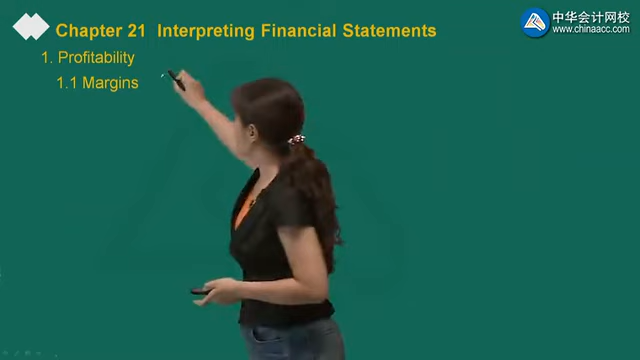 Chapter 21 Interpreting Financial Statements
中华会计网校
www.chinaacc.com
1. Profitability
1.1 Margins